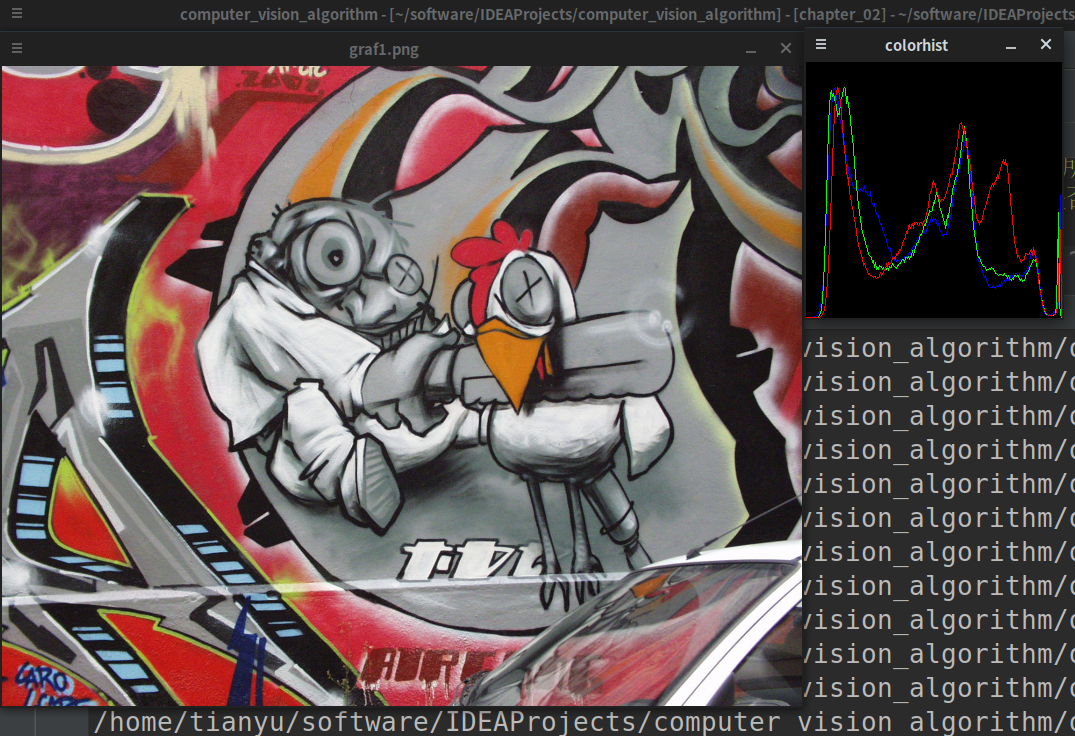 computer_vision_algorithm - [~/software/IDEAProjects/computer_vision_algorithm] - [chapter_02] - ~/software/IDEAProjects
graf1.png
colorhist
vision_algorithm/
vision_algorithm/
vision_algorithm/
vision_algorithm/
vision_algorithm/
vision_algorithm/
vision_algorithm/
vision_algorithm/
vision_algorithm/
vision_algorithm/
vision_algorithm/
/home/tianyu/software/IDEAProjects/computer_vision_algorithm/